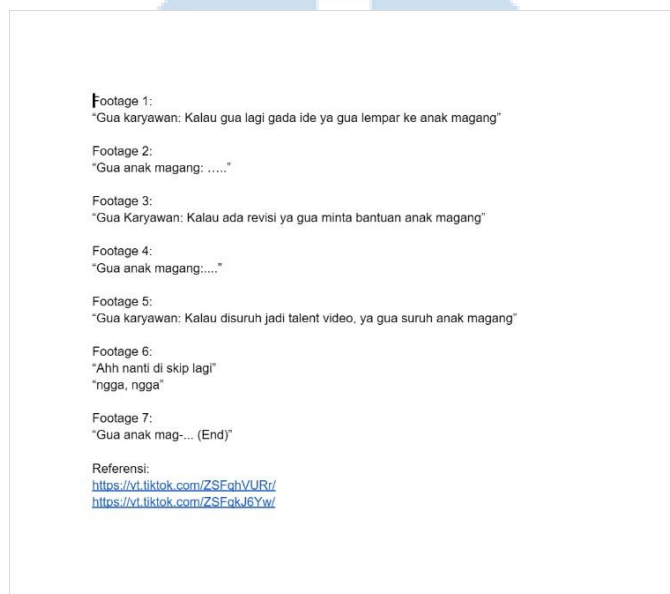 Footage 1:
“Gua karyawan: Kalau gua lagi gada ide ya gua lempar ke anak magang”
Footage 2:
“Gua anak magang: …..”
Footage 3:
“Gua Karyawan: Kalau ada revisi ya gua minta bantuan anak magang”
Footage 4:
“Gua anak magang:....”
Footage 5:
“Gua karyawan: Kalau disuruh jadi talent video, ya gua suruh anak magang”
Footage 6:
“Ahh nanti di skip lagi”
“ngga, ngga”
Footage 7:
“Gua anak mag-... (End)”
Referensi:
https://vt.tiktok.com/ZSFqhVURr/
https://vt.tiktok.com/ZSFqkJ6Yw/